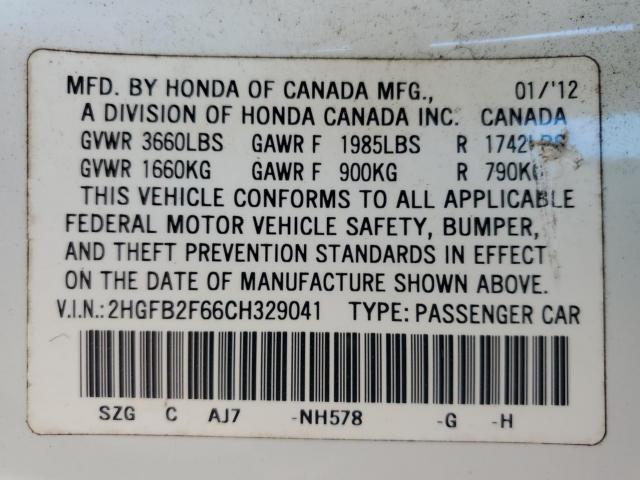 MFD. BY HONDA OF CANADA MFG., 01/'12
A DIVISION OF HONDA CANADA INC. CANADA
GVWR 3660LBS GAWR F 1985LBS R 1742LBS
GVWR 1660KG GAWR F 900KG R 790KG
THIS VEHICLE CONFORMS TO ALL APPLICABLE
FEDERAL MOTOR VEHICLE SAFETY, BUMPER,
AND THEFT PREVENTION STANDARDS IN EFFECT
ON THE DATE OF MANUFACTURE SHOWN ABOVE.
V.I.N.: 2HGFB2F66CH329041 TYPE: PASSENGER CAR
SZG C AJ7 -NH578 -G -H